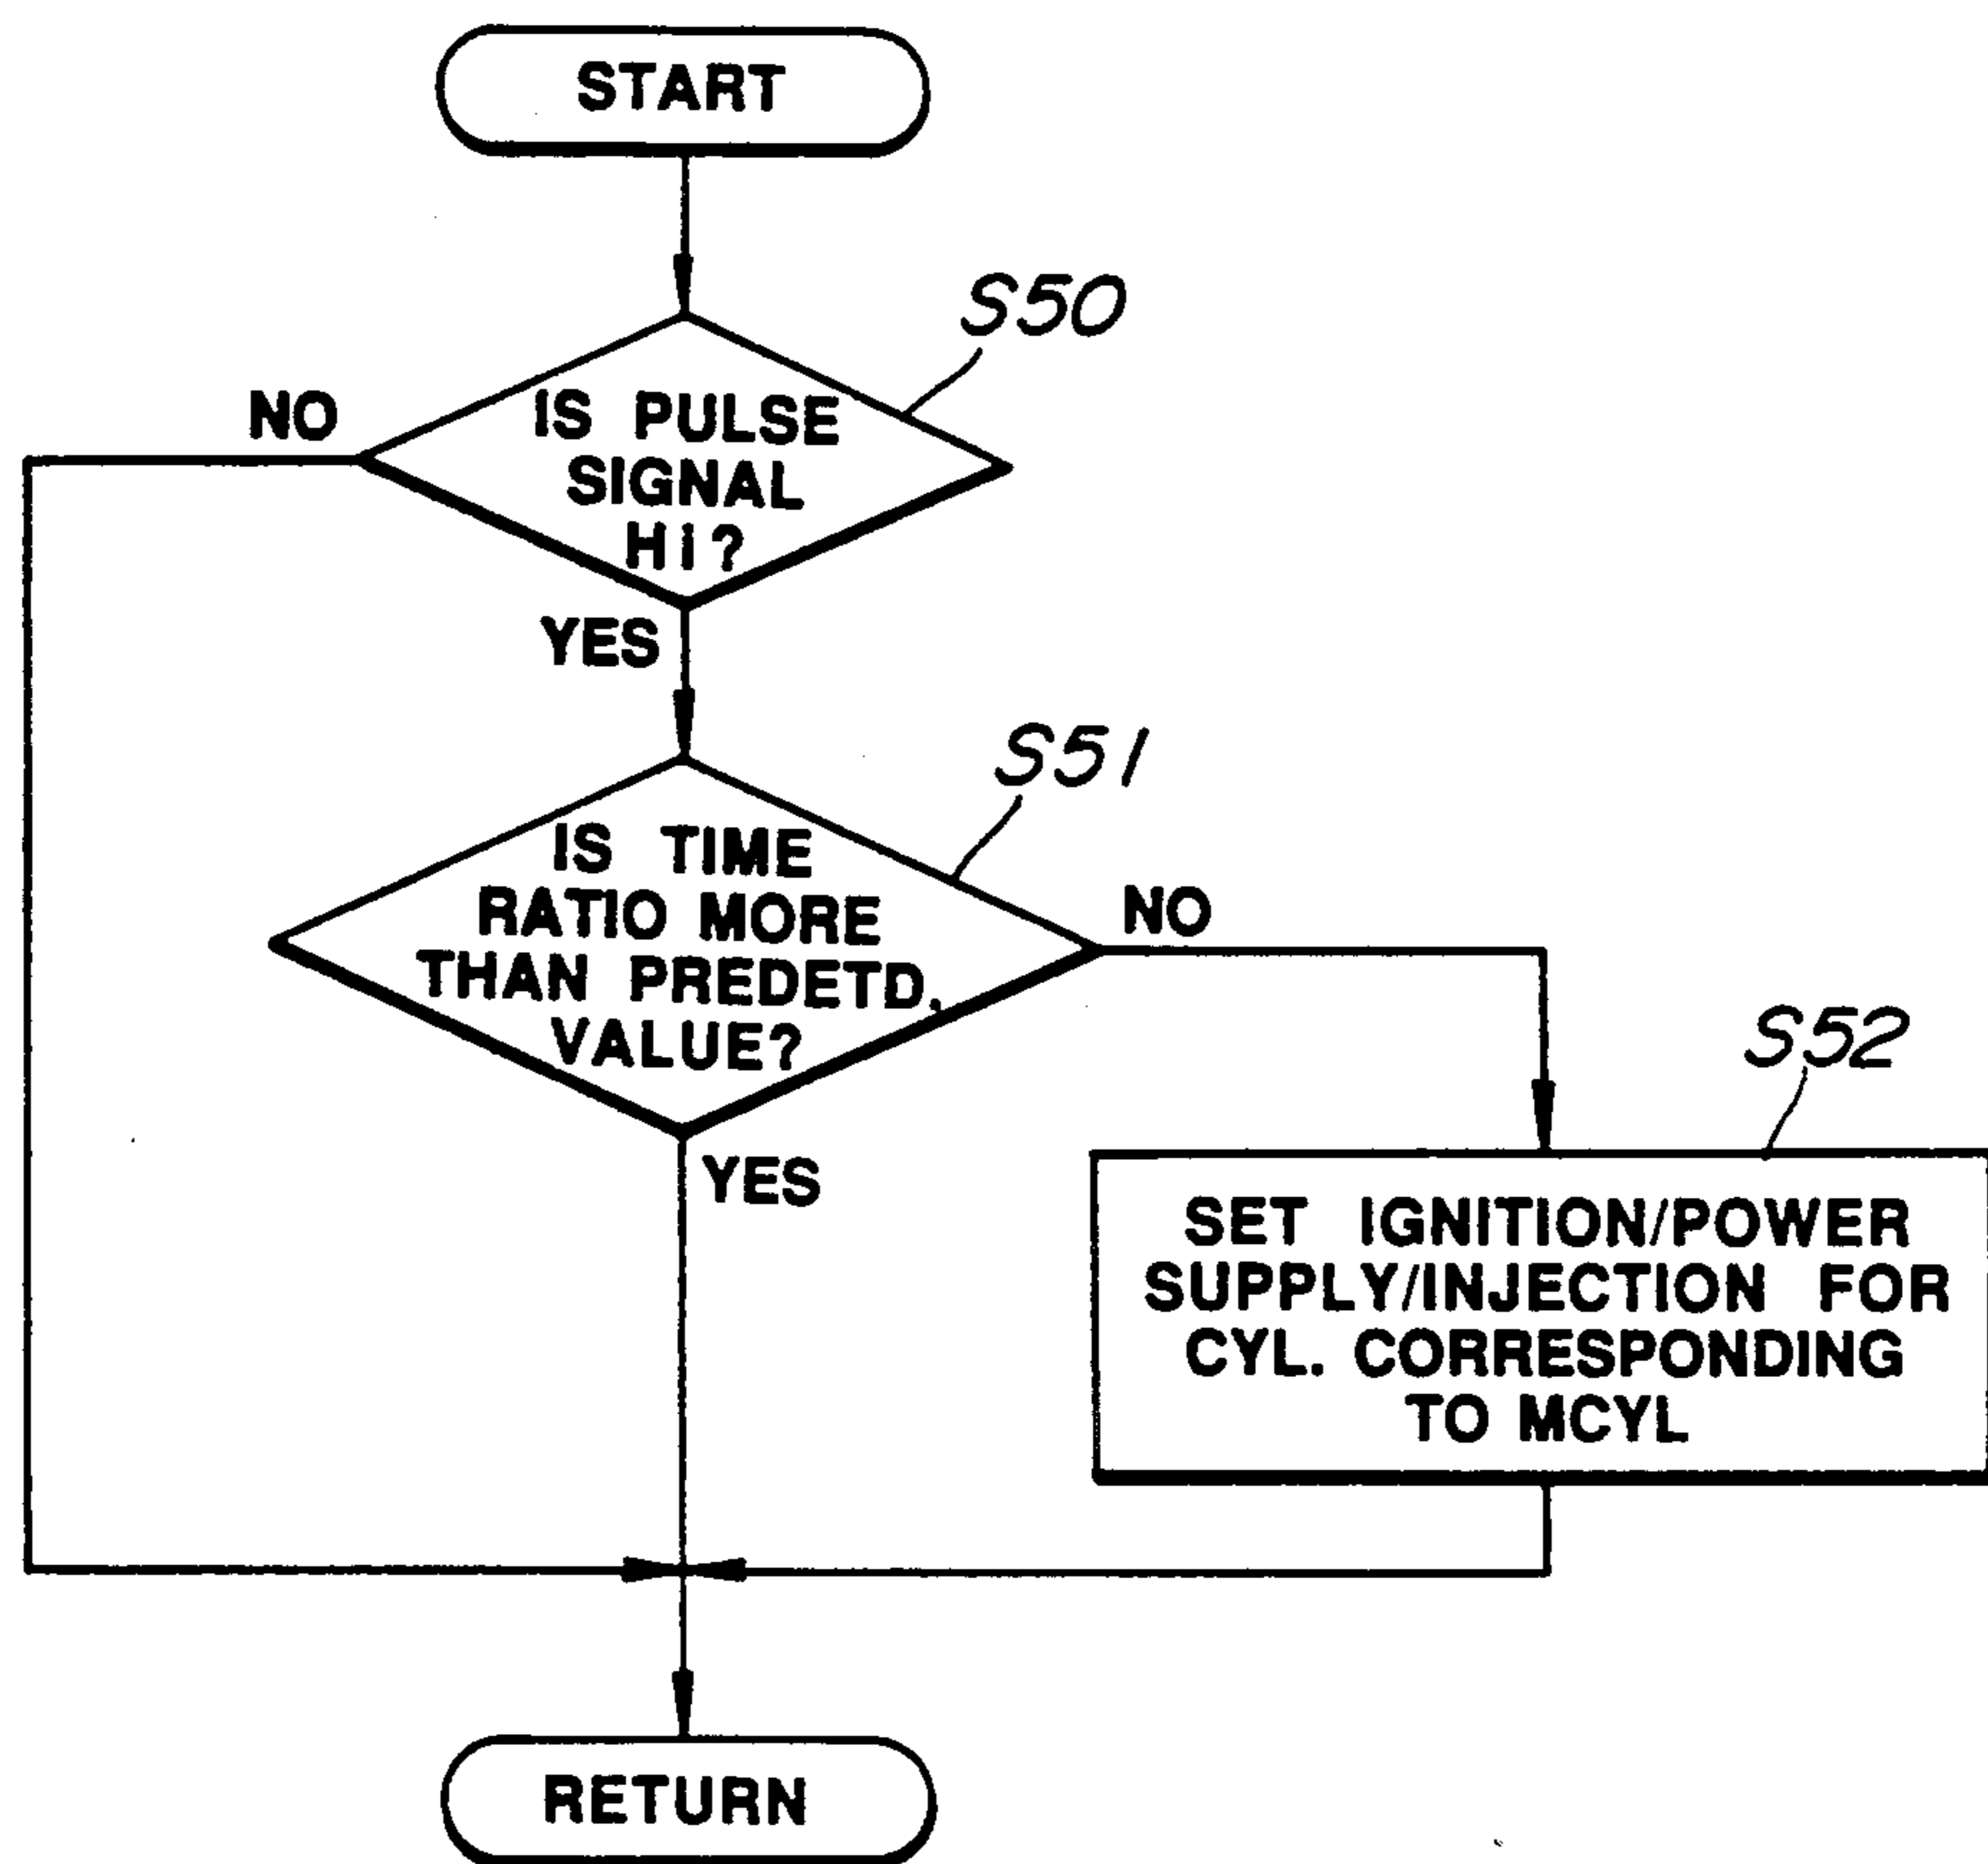 START
S50
NO
IS PULSE
SIGNAL
Hi?
YES
S51
IS TIME
RATIO MORE
THAN PREDETD.
VALUE?
NO
YES
S52
SET IGNITION/POWER
SUPPLY/INJECTION FOR
CYL. CORRESPONDING
TO MCYL
RETURN